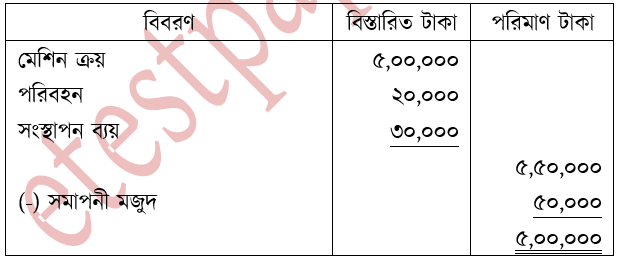 বিবরণ বিস্তারিত টাকা পরিমাণ টাকা
মেশিন ক্রয় ৫,০০,০০০
পরিবহন ২০,০০০
সংস্থাপন ব্যয় ৩০,০০০
৫,৫০,০০০
(-) সমাপনী মজুদ ৫০,০০০
৫,০০,০০০
etestpap